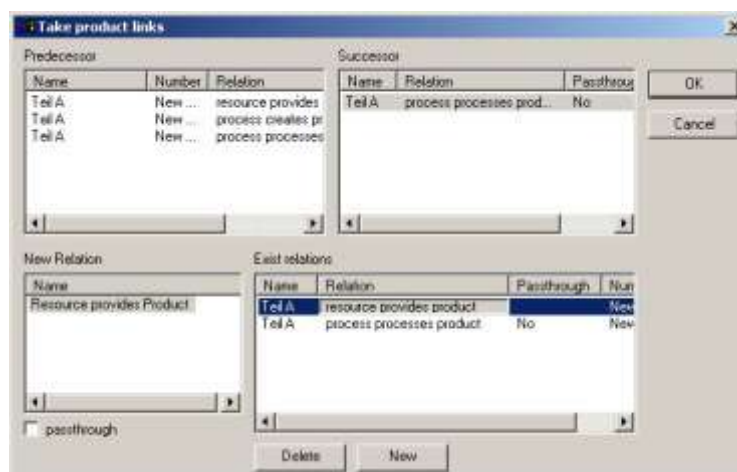 Take product links
Predecessor
Name Number Relation
Teil A New ... resource provides
Teil A New ... process creates pr
Teil A New ... process processes
Successor
Name Relation Passthroug
Teil A process processes prod... No
OK
Cancel
New Relation
Name
Resource provides Product
passthrough
Exist relations
Name Relation Passthrough Num
Teil A resource provides product New
Teil A process processes product No New
Delete New